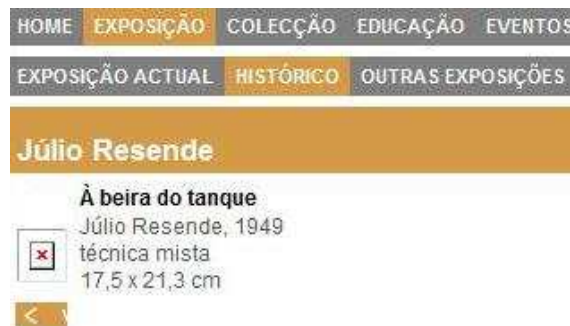 HOME EXPOSIÇÃO COLECÇÃO EDUCAÇÃO EVENTOS
EXPOSIÇÃO ACTUAL HISTÓRICO OUTRAS EXPOSIÇÕES
Júlio Resende
À beira do tanque
Júlio Resende, 1949
técnica mista
17,5 x 21,3 cm
<